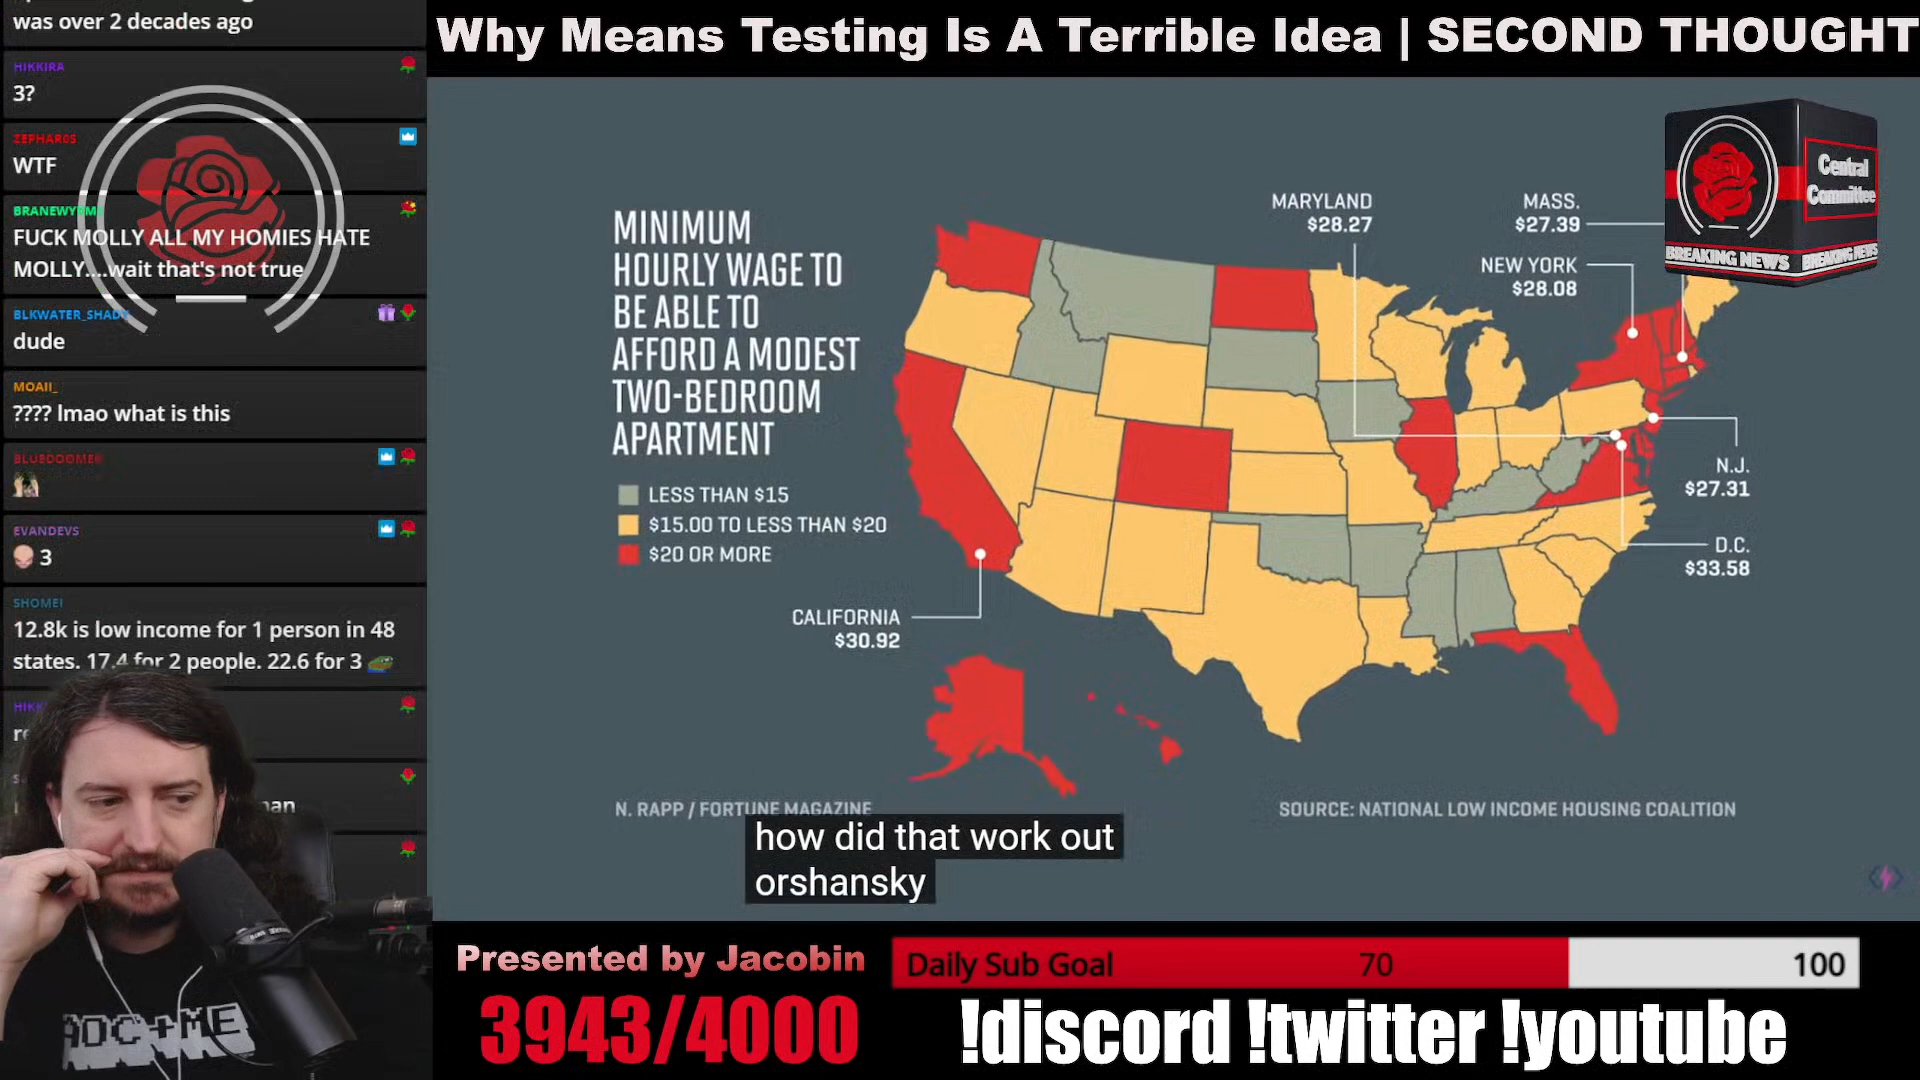 was over 2 decades ago
HIKKIRA
3?
ZEPHAR0S
WTF
FUCK MOLLY ALL MY HOMIES HATE
MOLLY....wait that's not true
dude
MOAII_
???? lmao what is this
EVANDEVS
3
SHOMEI
12.8k is low income for 1 person in 48
states. 17.4 for 2 people. 22.6 for 3
AOC+ME
Why Means Testing Is A Terrible Idea | SECOND THOUGHT
Central
Committee
BREAKING NEWS
BREAKING NEWS
MINIMUM
HOURLY WAGE TO
BE ABLE TO
AFFORD A MODEST
TWO-BEDROOM
APARTMENT
LESS THAN $15
$15.00 TO LESS THAN $20
$20 OR MORE
MARYLAND
$28.27
MASS.
$27.39
NEW YORK
$28.08
N.J.
$27.31
D.C.
$33.58
CALIFORNIA
$30.92
N. RAPP / FORTUNE MAGAZINE
SOURCE: NATIONAL LOW INCOME HOUSING COALITION
how did that work out
orshansky
Presented by Jacobin
3943/4000
Daily Sub Goal 70 100
!discord !twitter !youtube